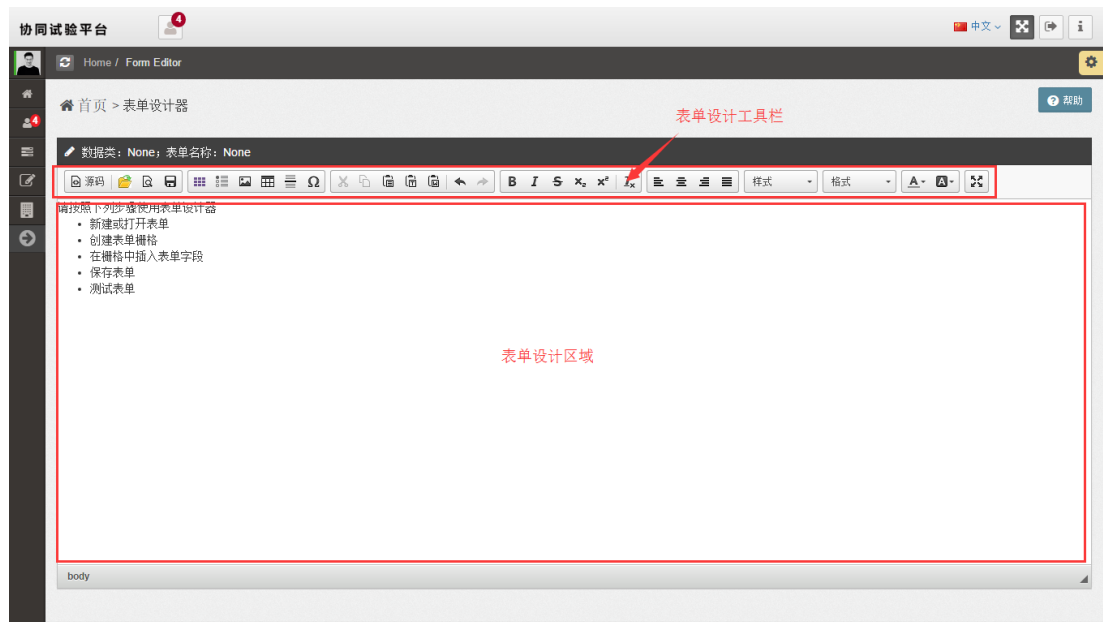 协同试验平台
4
中文
i
Home / Form Editor
首页 > 表单设计器
帮助
4
表单设计工具栏
数据类：None；表单名称：None
源码 Ω B I S x₂ x² Iₓ 样式 格式 A A
请按照下列步骤使用表单设计器
• 新建或打开表单
• 创建表单栅格
• 在栅格中插入表单字段
• 保存表单
• 测试表单
表单设计区域
body